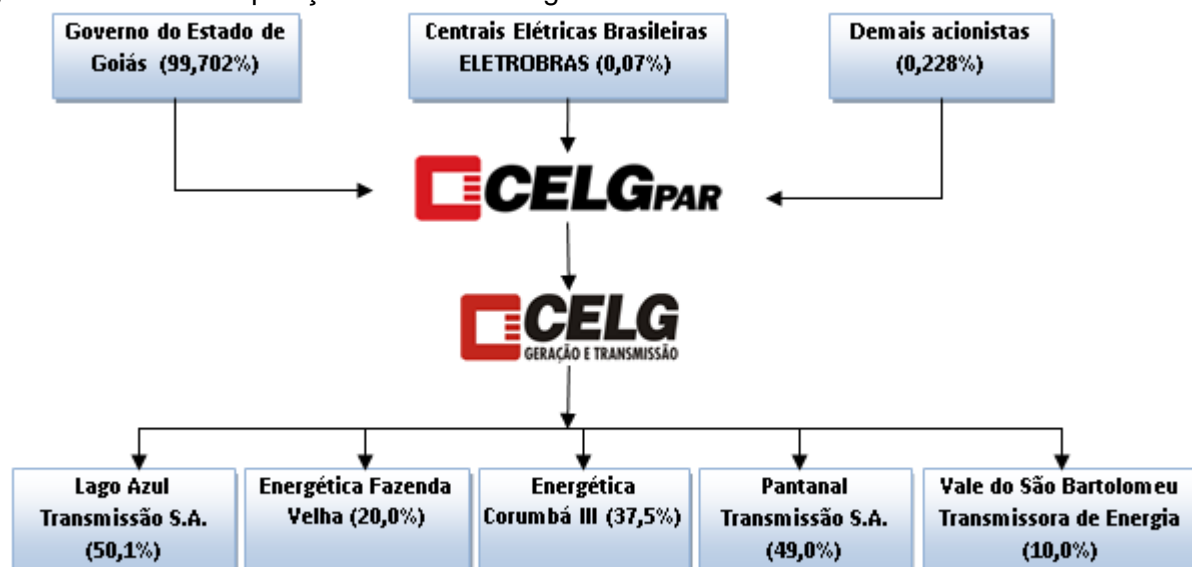 Governo do Estado de
Goiás (99,702%)
Centrais Elétricas Brasileiras
ELETROBRAS (0,07%)
Demais acionistas
(0,228%)
CELGPAR
CELG
GERAÇÃO E TRANSMISSÃO
Lago Azul
Transmissão S.A.
(50,1%)
Energética Fazenda
Velha (20,0%)
Energética
Corumbá III (37,5%)
Pantanal
Transmissão S.A.
(49,0%)
Vale do São Bartolomeu
Transmissora de Energia
(10,0%)